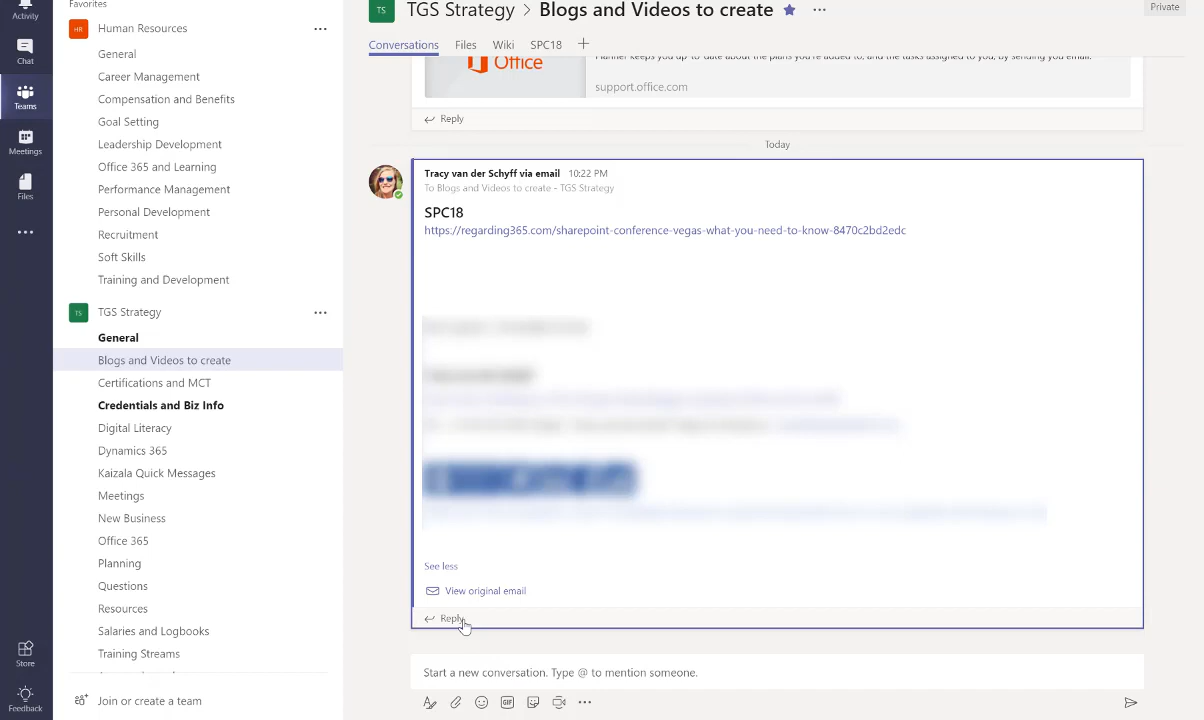 Activity
Chat
Teams
Meetings
Files
Store
Feedback
Favorites
HR Human Resources
General
Career Management
Compensation and Benefits
Goal Setting
Leadership Development
Office 365 and Learning
Performance Management
Personal Development
Recruitment
Soft Skills
Training and Development
TS TGS Strategy
General
Blogs and Videos to create
Certifications and MCT
Credentials and Biz Info
Digital Literacy
Dynamics 365
Kaizala Quick Messages
Meetings
New Business
Office 365
Planning
Questions
Resources
Salaries and Logbooks
Training Streams
Join or create a team
TS TGS Strategy > Blogs and Videos to create
Private
Conversations Files Wiki SPC18
Office
Planner keeps you up-to-date about the plans you're added to, and the tasks assigned to you, by sending you email.
support.office.com
Reply
Today
Tracy van der Schyff via email 10:22 PM
To Blogs and Videos to create - TGS Strategy
SPC18
https://regarding365.com/sharepoint-conference-vegas-what-you-need-to-know-8470c2bd2edc
See less
View original email
Reply
Start a new conversation. Type @ to mention someone.
GIF